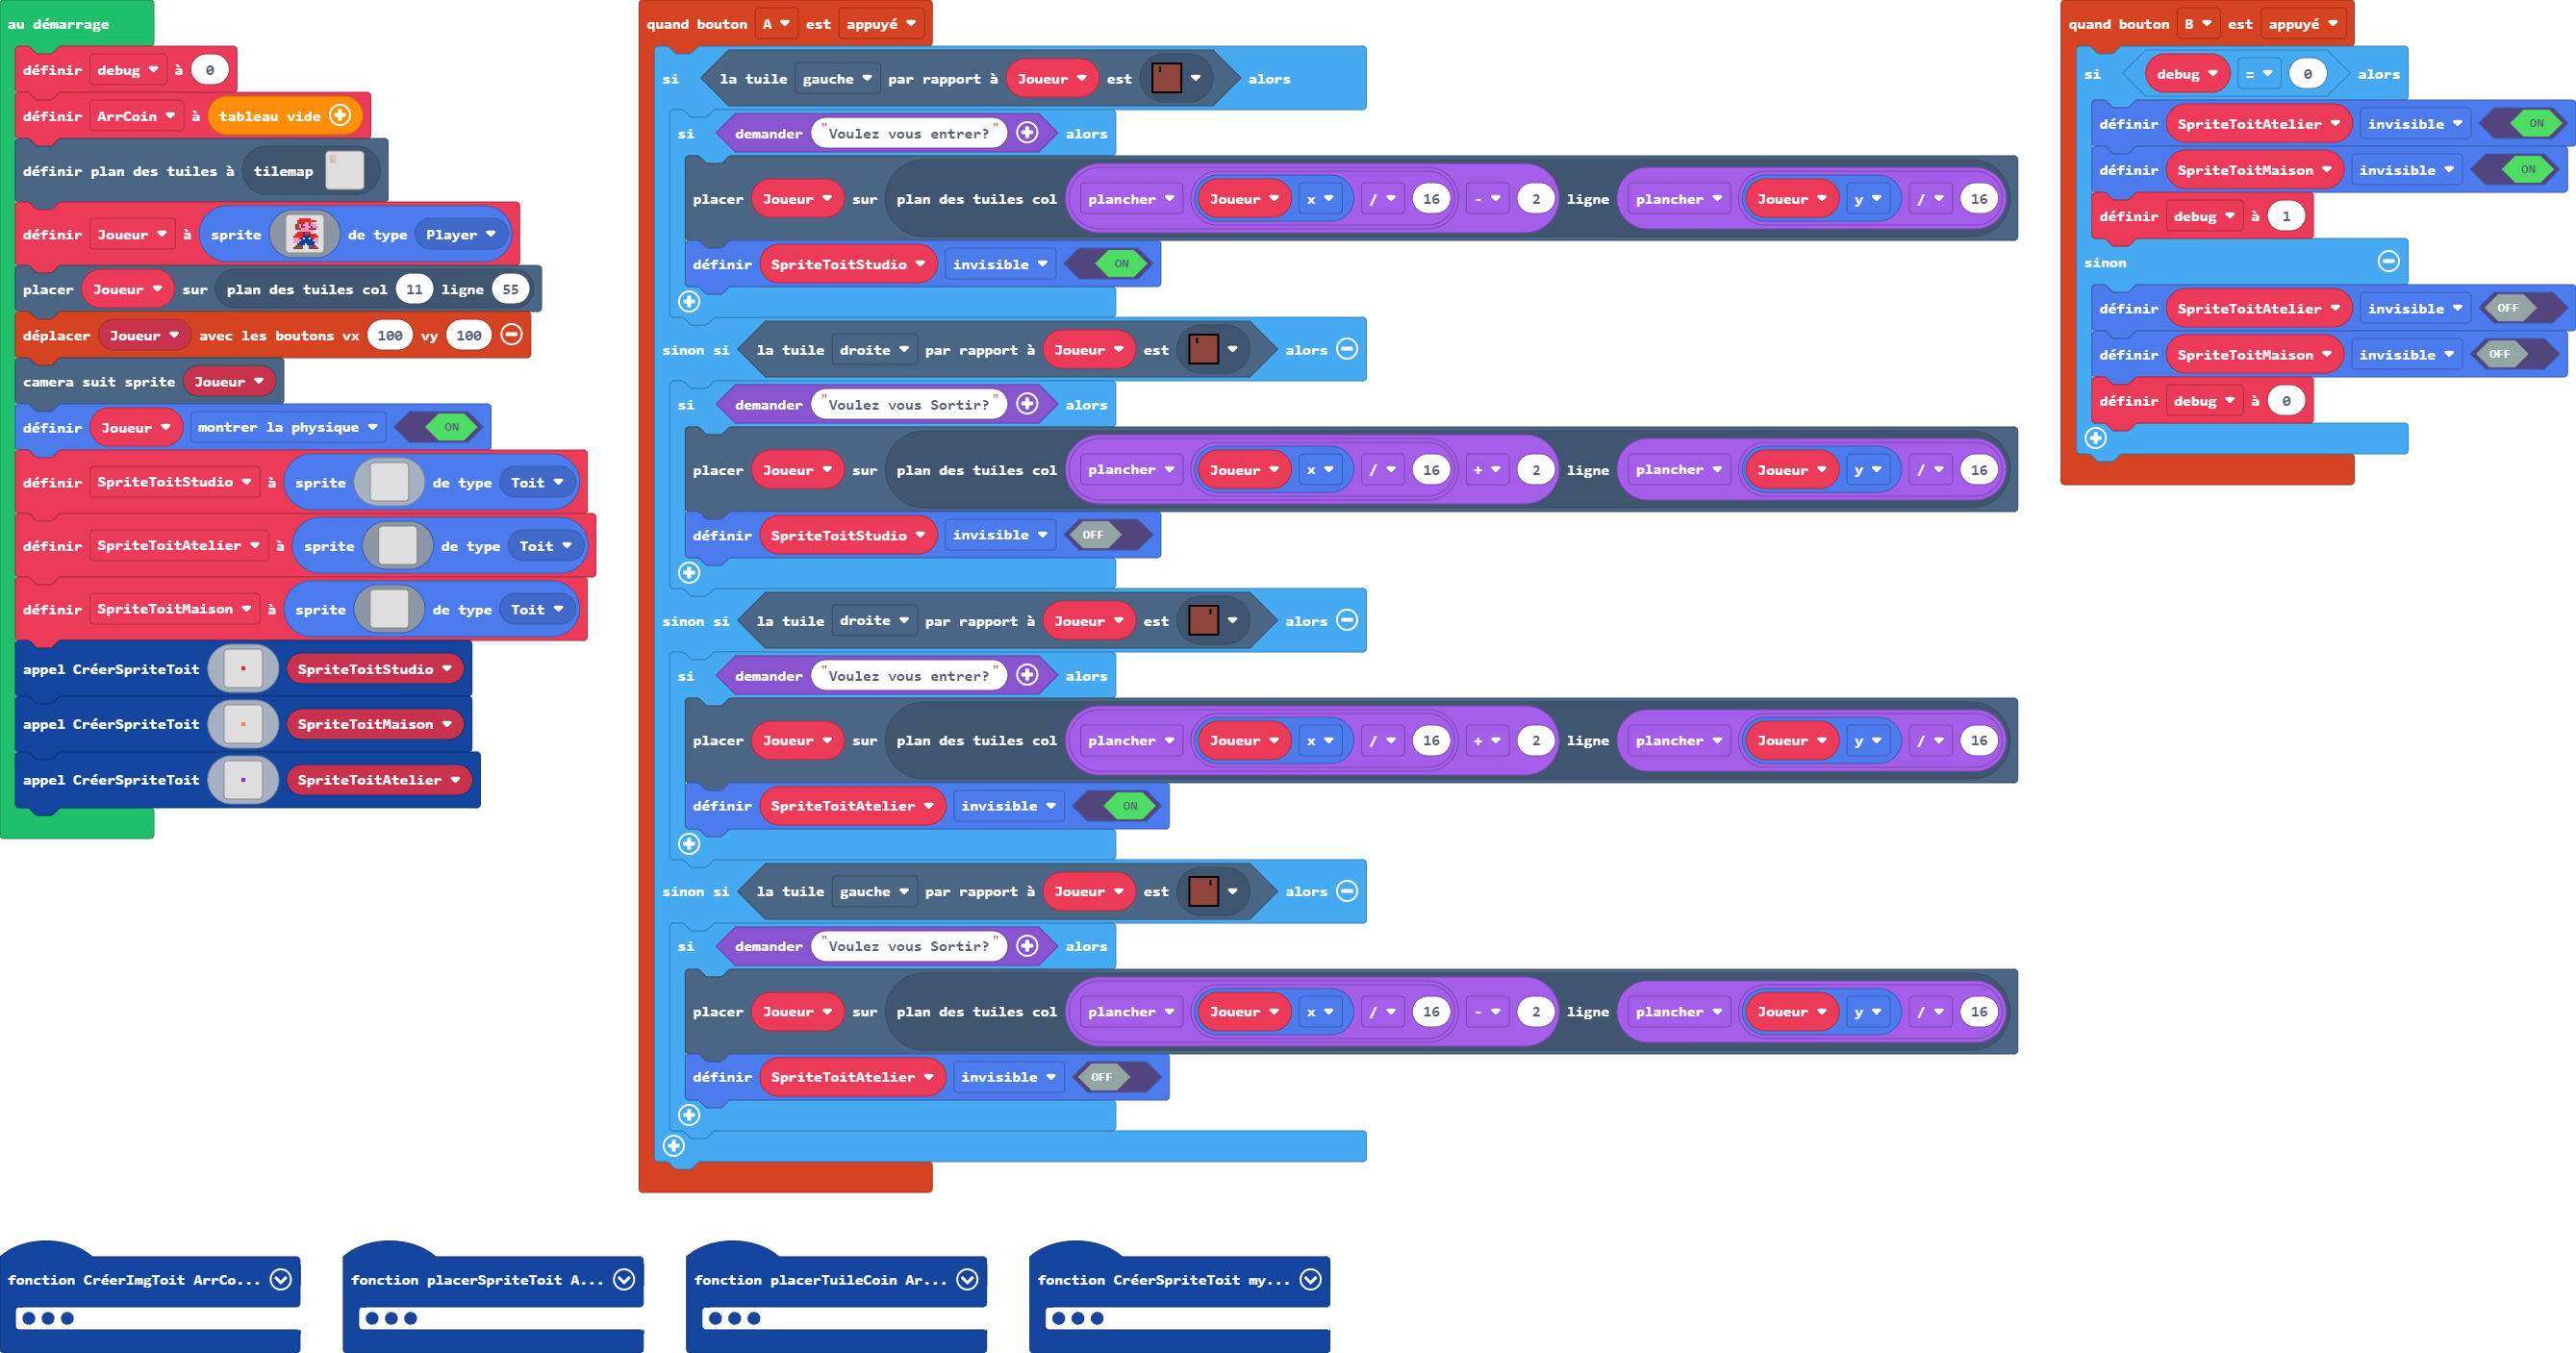 au démarrage
définir debug à 0
définir ArrCoin à tableau vide
définir plan des tuiles à tilemap
définir Joueur à sprite de type Player
placer Joueur sur plan des tuiles col 11 ligne 55
déplacer Joueur avec les boutons vx 100 vy 100
camera suit sprite Joueur
définir Joueur montrer la physique ON
définir SpriteToitStudio à sprite de type Toit
définir SpriteToitAtelier à sprite de type Toit
définir SpriteToitMaison à sprite de type Toit
appel CréerSpriteToit SpriteToitStudio
appel CréerSpriteToit SpriteToitMaison
appel CréerSpriteToit SpriteToitAtelier
quand bouton A est appuyé
si la tuile gauche par rapport à Joueur est alors
si demander "Voulez vous entrer?" alors
placer Joueur sur plan des tuiles col plancher Joueur x / 16 - 2 ligne plancher Joueur y / 16
définir SpriteToitStudio invisible ON
sinon si la tuile droite par rapport à Joueur est alors
si demander "Voulez vous Sortir?" alors
placer Joueur sur plan des tuiles col plancher Joueur x / 16 + 2 ligne plancher Joueur y / 16
définir SpriteToitStudio invisible OFF
sinon si la tuile droite par rapport à Joueur est alors
si demander "Voulez vous entrer?" alors
placer Joueur sur plan des tuiles col plancher Joueur x / 16 + 2 ligne plancher Joueur y / 16
définir SpriteToitAtelier invisible ON
sinon si la tuile gauche par rapport à Joueur est alors
si demander "Voulez vous Sortir?" alors
placer Joueur sur plan des tuiles col plancher Joueur x / 16 - 2 ligne plancher Joueur y / 16
définir SpriteToitAtelier invisible OFF
quand bouton B est appuyé
si debug = 0 alors
définir SpriteToitAtelier invisible ON
définir SpriteToitMaison invisible ON
définir debug à 1
sinon
définir SpriteToitAtelier invisible OFF
définir SpriteToitMaison invisible OFF
définir debug à 0
fonction CréerImgToit ArrCo...
fonction placerSpriteToit A...
fonction placerTuileCoin Ar...
fonction CréerSpriteToit my...